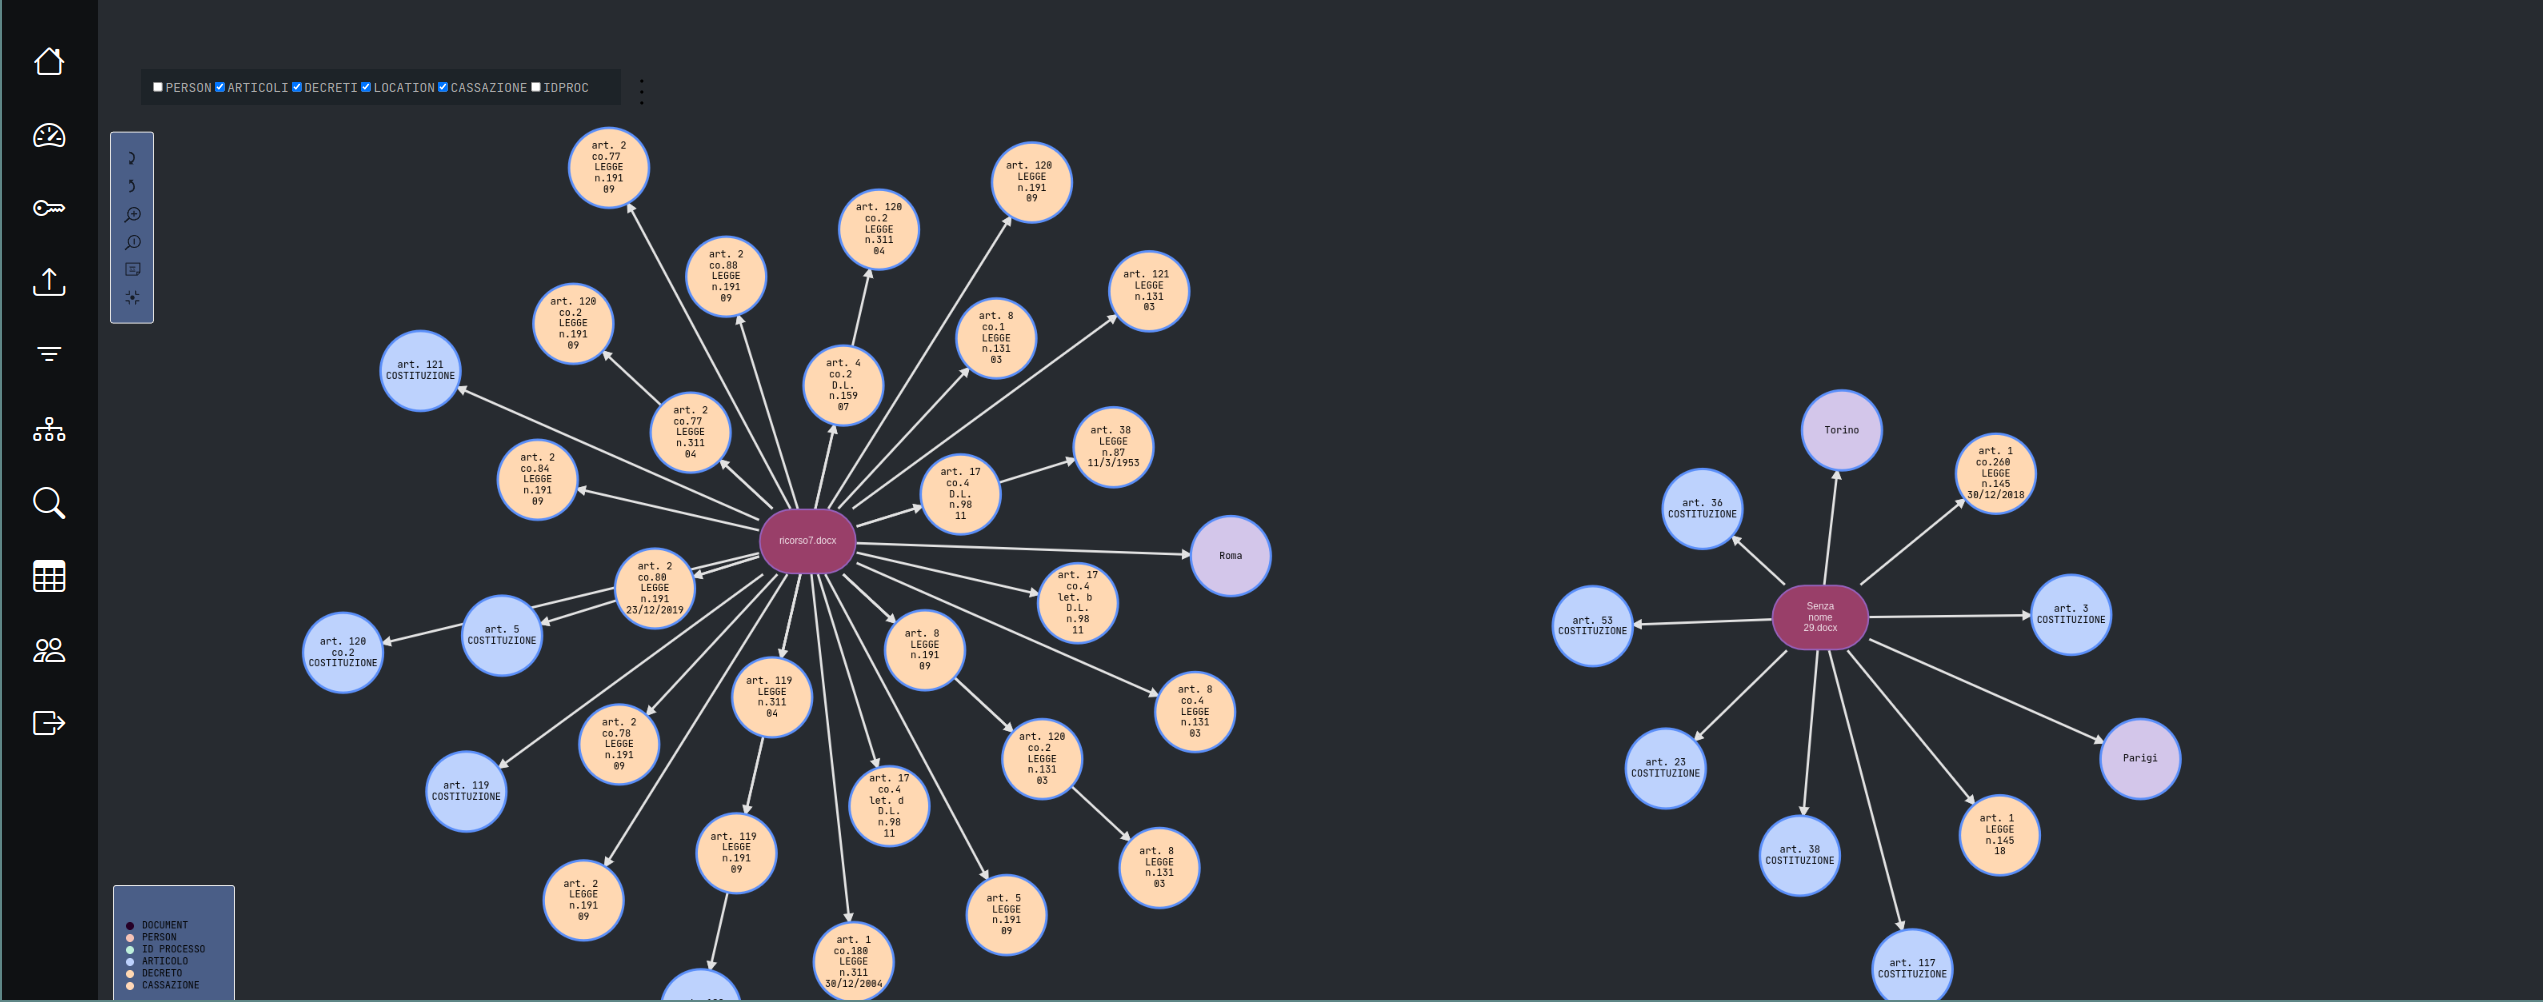 PERSON ARTICOLI DECRETI LOCATION CASSAZIONE IDPROC
art. 2
co.77
LEGGE
n.191
09
art. 120
LEGGE
n.191
09
art. 120
co.2
LEGGE
n.311
04
art. 2
co.88
LEGGE
n.191
09
art. 121
LEGGE
n.131
03
art. 120
co.2
LEGGE
n.191
09
art. 8
co.1
LEGGE
n.131
03
art. 121
COSTITUZIONE
art. 4
co.2
D.L.
n.159
07
art. 2
co.77
LEGGE
n.311
04
art. 38
LEGGE
n.87
11/3/1953
art. 2
co.84
LEGGE
n.191
09
art. 17
co.4
D.L.
n.98
11
ricorso7.docx
Roma
art. 2
co.80
LEGGE
n.191
23/12/2019
art. 17
co.4
let. b
D.L.
n.98
11
art. 5
COSTITUZIONE
art. 120
co.2
COSTITUZIONE
art. 8
LEGGE
n.191
09
art. 119
LEGGE
n.311
04
art. 8
co.4
LEGGE
n.131
03
art. 2
co.78
LEGGE
n.191
09
art. 120
co.2
LEGGE
n.131
03
art. 119
COSTITUZIONE
art. 17
co.4
let. d
D.L.
n.98
11
art. 119
LEGGE
n.191
09
art. 8
LEGGE
n.131
03
art. 2
LEGGE
n.191
09
art. 5
LEGGE
n.191
09
art. 1
co.180
LEGGE
n.311
30/12/2004
Torino
art. 1
co.260
LEGGE
n.145
30/12/2018
art. 36
COSTITUZIONE
Senza
nome
29.docx
art. 3
COSTITUZIONE
art. 53
COSTITUZIONE
art. 23
COSTITUZIONE
Parigi
art. 1
LEGGE
n.145
18
art. 38
COSTITUZIONE
art. 117
COSTITUZIONE
DOCUMENT
PERSON
ID PROCESSO
ARTICOLO
DECRETO
CASSAZIONE